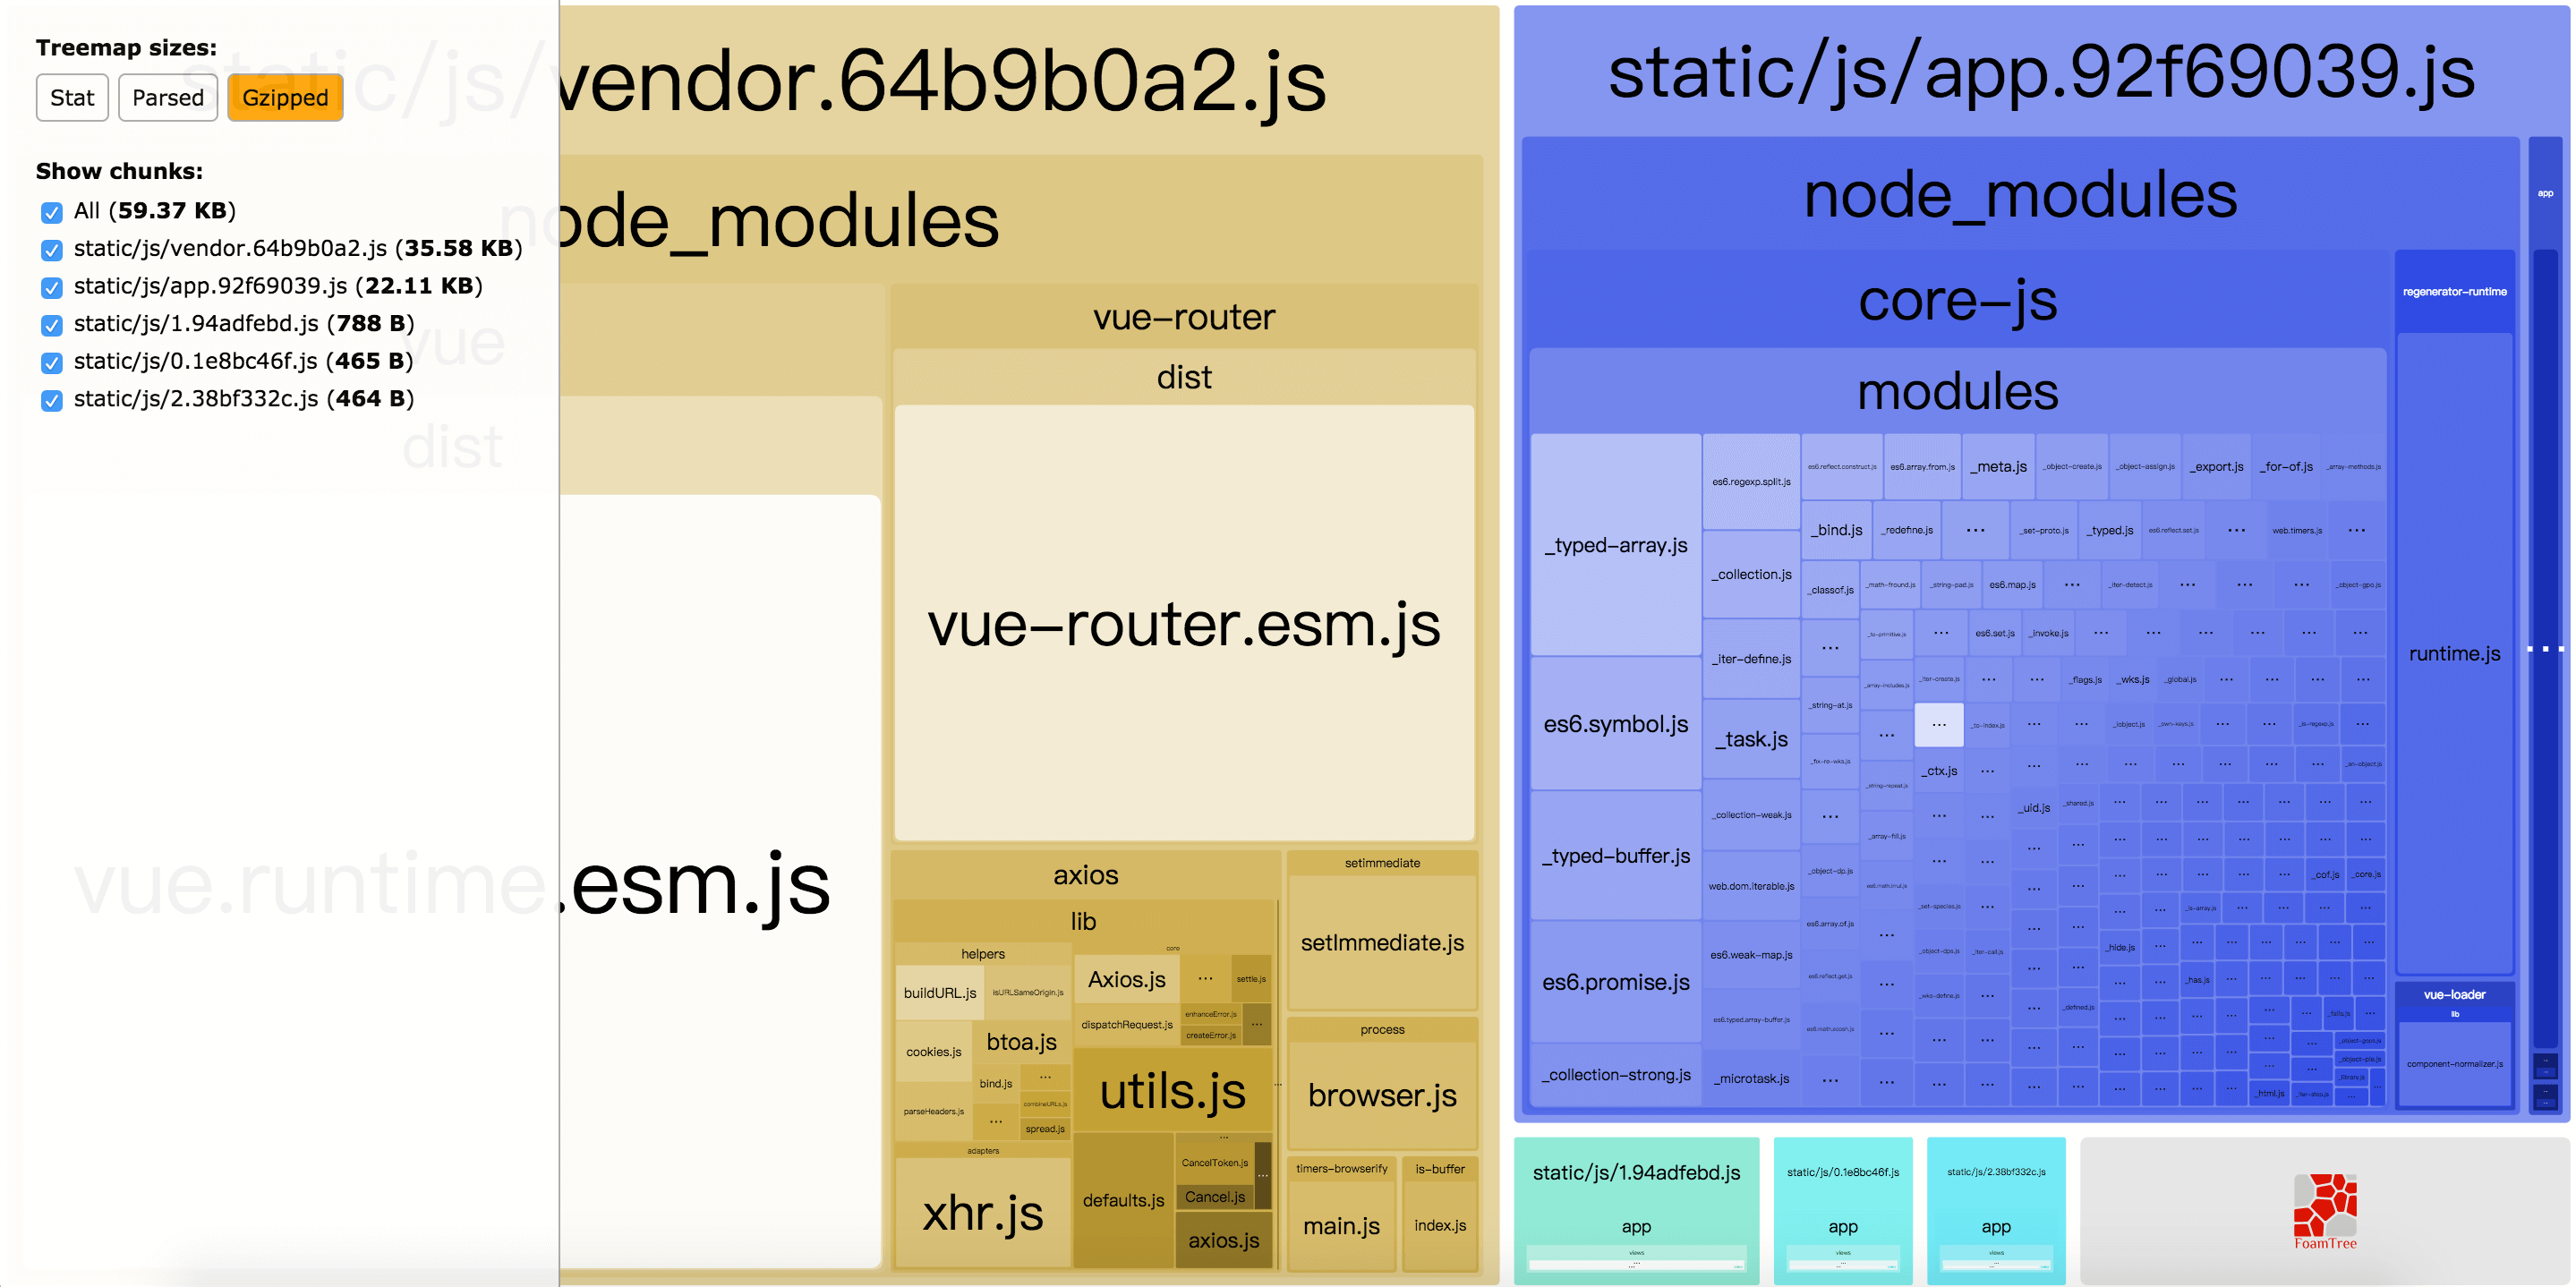 Treemap sizes:
Stat
Parsed
Gzipped
Show chunks:
All (59.37 KB)
static/js/vendor.64b9b0a2.js (35.58 KB)
static/js/app.92f69039.js (22.11 KB)
static/js/1.94adfebd.js (788 B)
static/js/0.1e8bc46f.js (465 B)
static/js/2.38bf332c.js (464 B)
static/js/vendor.64b9b0a2.js
node_modules
vue
dist
vue.runtime.esm.js
vue-router
dist
vue-router.esm.js
axios
lib
helpers
buildURL.js
isURLSameOrigin.js
cookies.js
btoa.js
bind.js
...
combineURLs.js
parseHeaders.js
...
spread.js
adapters
xhr.js
core
Axios.js
...
settle.js
dispatchRequest.js
enhanceError.js
createError.js
...
utils.js
...
defaults.js
...
CancelToken.js
Cancel.js
...
axios.js
setimmediate
setImmediate.js
process
browser.js
timers-browserify
main.js
is-buffer
index.js
static/js/app.92f69039.js
node_modules
core-js
modules
_typed-array.js
es6.symbol.js
_typed-buffer.js
es6.promise.js
_collection-strong.js
es6.regexp.split.js
_collection.js
_iter-define.js
_task.js
_collection-weak.js
web.dom.iterable.js
es6.weak-map.js
es6.typed.array-buffer.js
_microtask.js
es6.reflect.construct.js
es6.array.from.js
_meta.js
_object-create.js
_object-assign.js
_export.js
_for-of.js
_array-methods.js
_bind.js
_redefine.js
...
_set-proto.js
_typed.js
es6.reflect.set.js
...
web.timers.js
...
_classof.js
_math-fround.js
_string-pad.js
es6.map.js
...
_iter-detect.js
...
...
...
_object-gpo.js
...
_to-primitive.js
...
es6.set.js
_invoke.js
...
_string-at.js
_array-includes.js
_iter-create.js
...
_flags.js
_wks.js
_global.js
...
_fix-re-wks.js
...
_to-index.js
...
_iobject.js
_own-keys.js
...
_is-regexp.js
...
_string-repeat.js
_ctx.js
...
_an-object.js
_array-fill.js
_uid.js
_shared.js
...
_object-dp.js
es6.math.imul.js
_cof.js
_core.js
es6.array.of.js
_set-species.js
_is-array.js
...
es6.reflect.get.js
_object-dps.js
_iter-call.js
_hide.js
...
_has.js
es6.math.acosh.js
_wks-define.js
_defined.js
_fails.js
...
_object-gops.js
_object-pie.js
_library.js
_html.js
_iter-step.js
...
regenerator-runtime
runtime.js
vue-loader
lib
component-normalizer.js
app
...
static/js/1.94adfebd.js
app
views
...
static/js/0.1e8bc46f.js
app
views
...
static/js/2.38bf332c.js
app
views
...
FoamTree